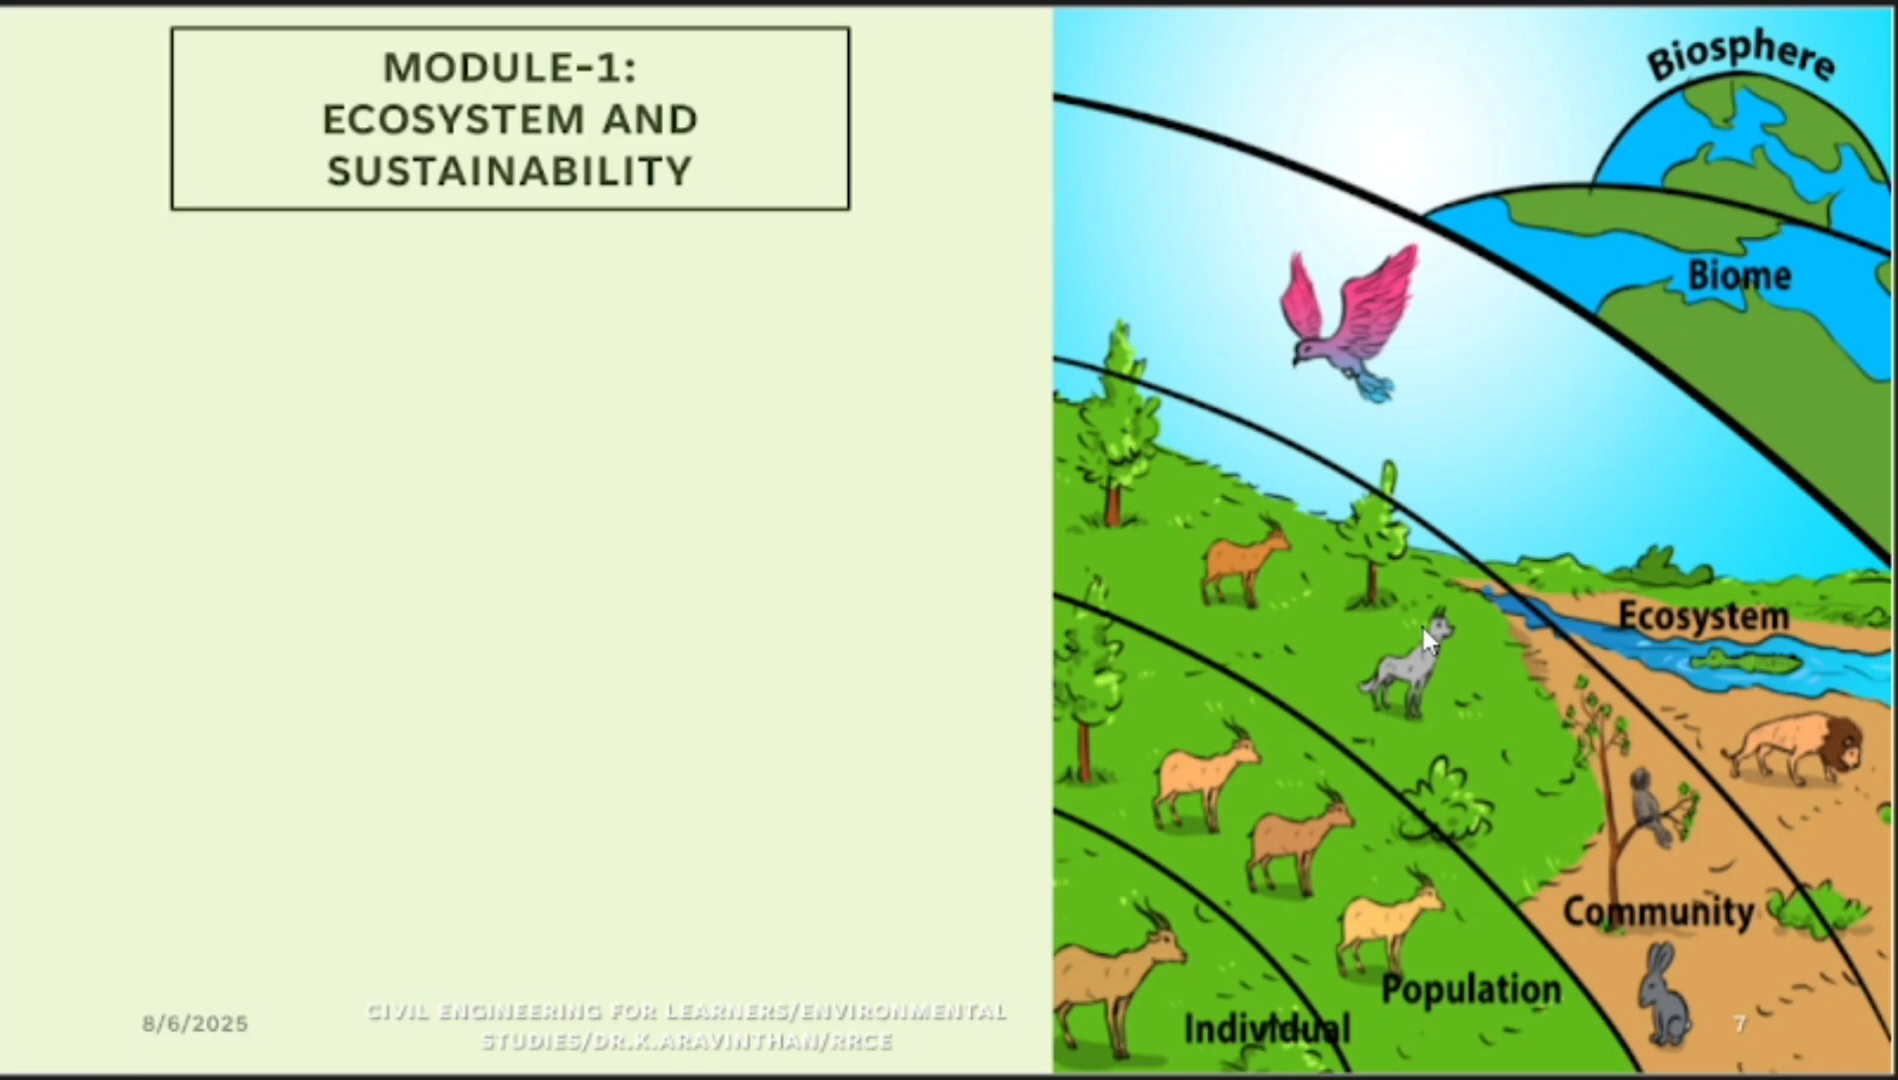 MODULE-1:
ECOSYSTEM AND
SUSTAINABILITY
Biosphere
Biome
Ecosystem
Community
Population
Individual
8/6/2025
CIVIL ENGINEERING FOR LEARNERS/ENVIRONMENTAL
STUDIES/DR.K.ARAVINTHAN/RRCE
7